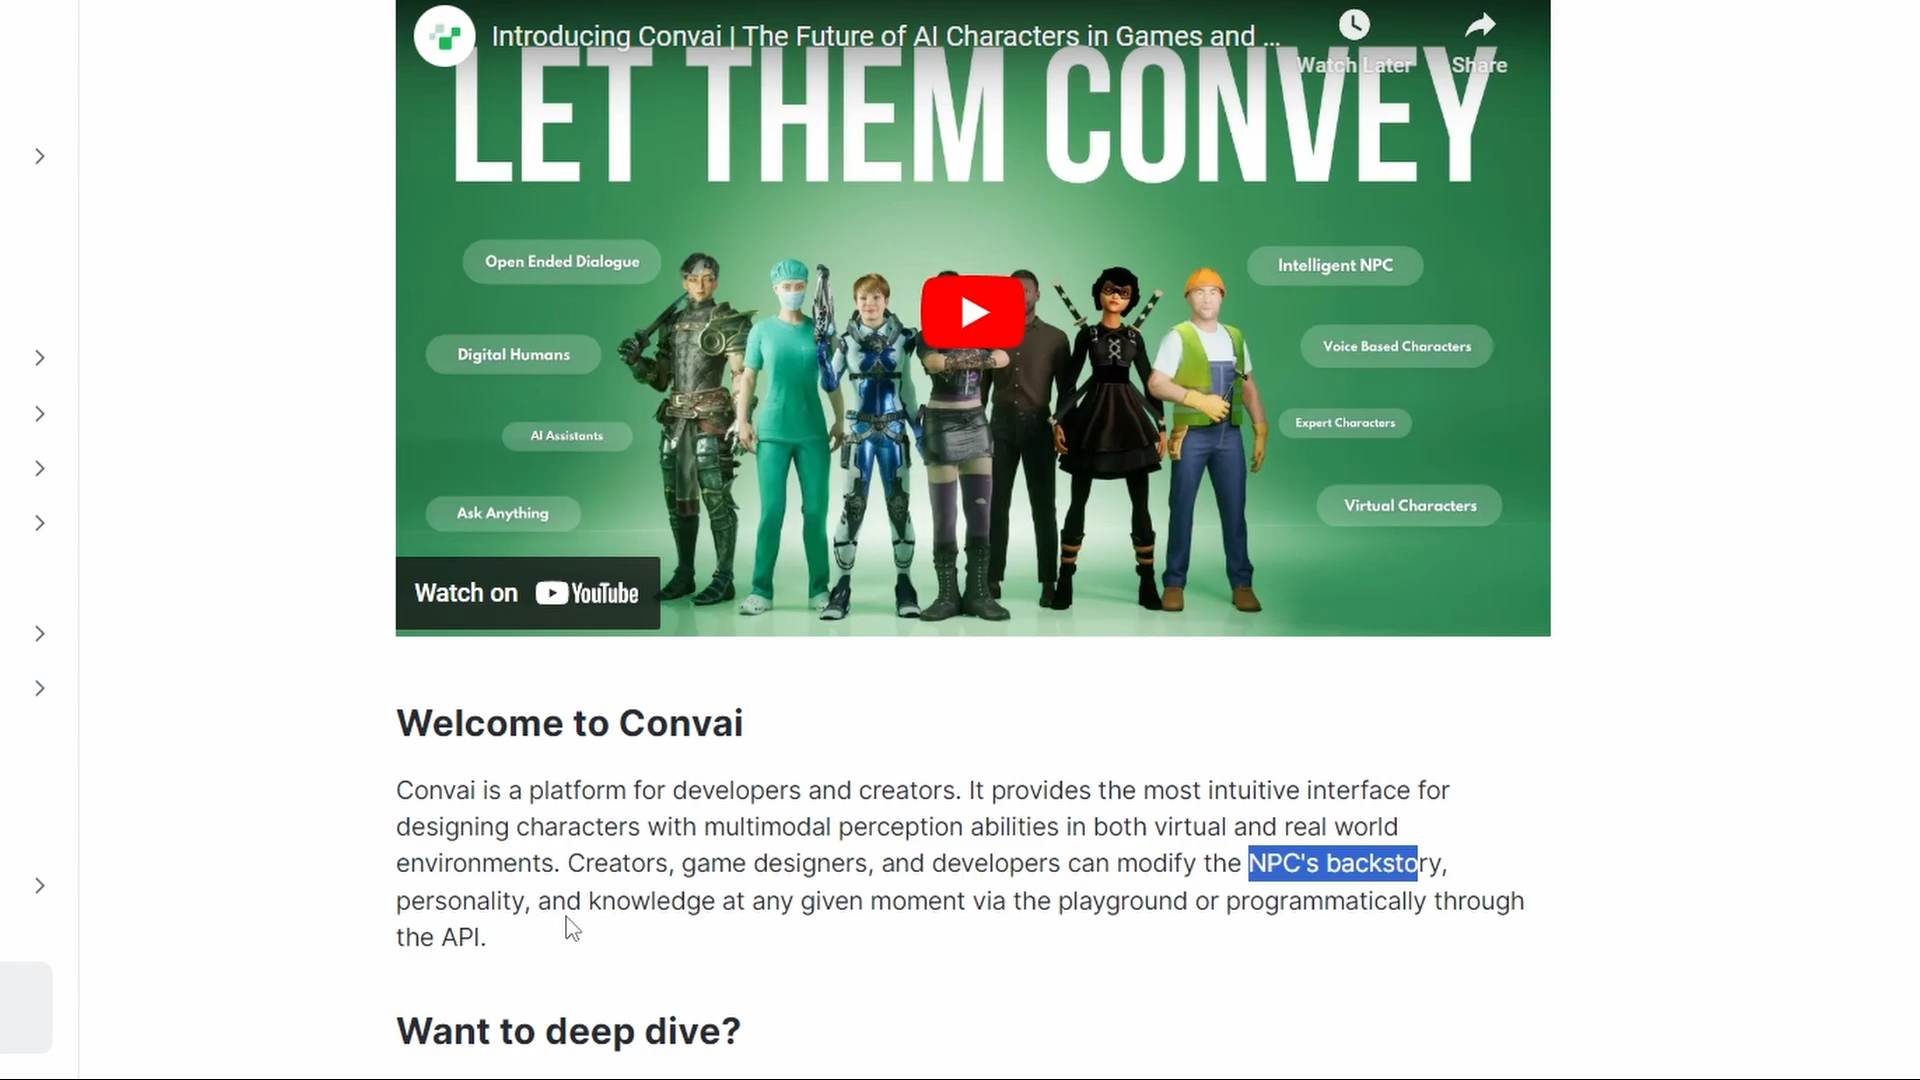 Introducing Convai | The Future of AI Characters in Games and ...
Watch Later
Share
LET THEM CONVEY
Open Ended Dialogue
Intelligent NPC
Digital Humans
Voice Based Characters
AI Assistants
Expert Characters
Ask Anything
Virtual Characters
Watch on YouTube
Welcome to Convai
Convai is a platform for developers and creators. It provides the most intuitive interface for
designing characters with multimodal perception abilities in both virtual and real world
environments. Creators, game designers, and developers can modify the NPC's backstory,
personality, and knowledge at any given moment via the playground or programmatically through
the API.
Want to deep dive?